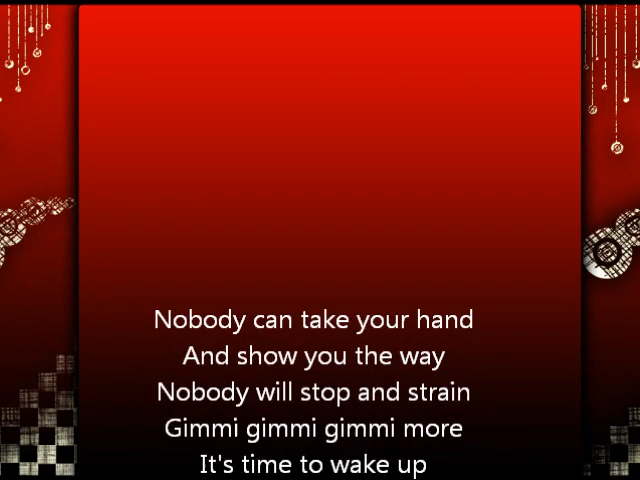 Nobody can take your hand
And show you the way
Nobody will stop and strain
Gimmi gimmi gimmi more
It's time to wake up